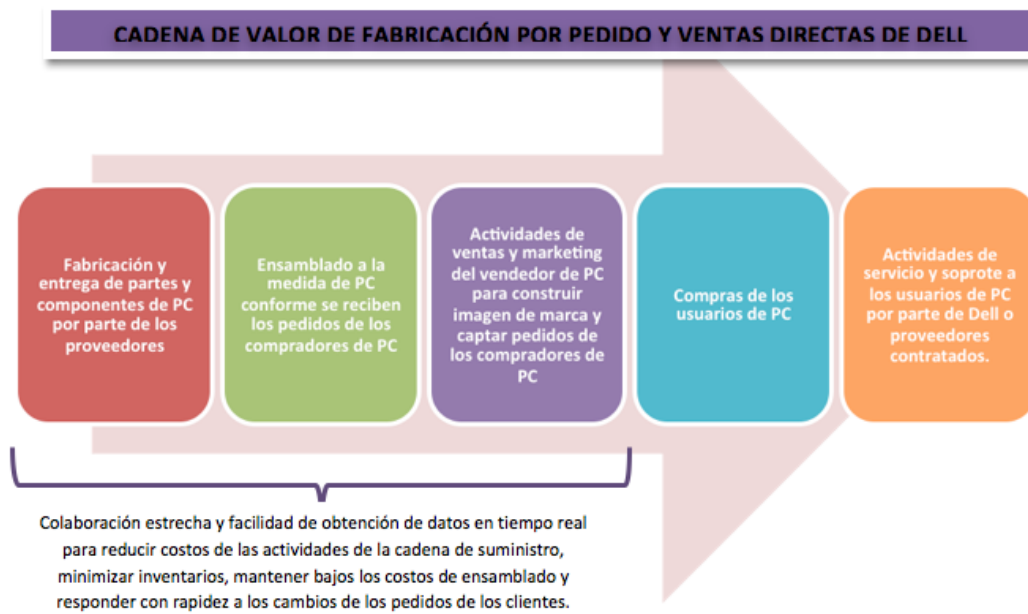 CADENA DE VALOR DE FABRICACIÓN POR PEDIDO Y VENTAS DIRECTAS DE DELL
Fabricación y
entrega de partes y
componentes de PC
por parte de los
proveedores
Ensamblado a la
medida de PC
conforme se reciben
los pedidos de los
compradores de PC
Actividades de
ventas y marketing
del vendedor de PC
para construir
imagen de marca y
captar pedidos de
los compradores de
PC
Compras de los
usuarios de PC
Actividades de
servicio y soprote a
los usuarios de PC
por parte de Dell o
proveedores
contratados.
Colaboración estrecha y facilidad de obtención de datos en tiempo real
para reducir costos de las actividades de la cadena de suministro,
minimizar inventarios, mantener bajos los costos de ensamblado y
responder con rapidez a los cambios de los pedidos de los clientes.